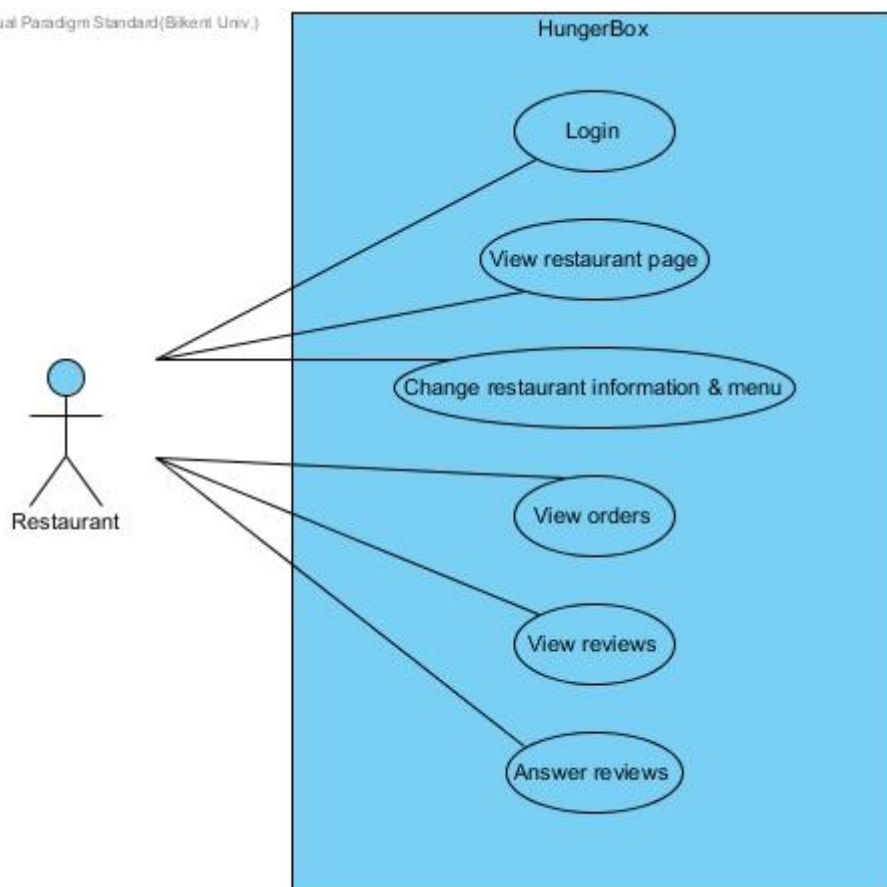 ual Paradigm Standard(Bilkent Univ.)
HungerBox
Login
View restaurant page
Change restaurant information & menu
Restaurant
View orders
View reviews
Answer reviews